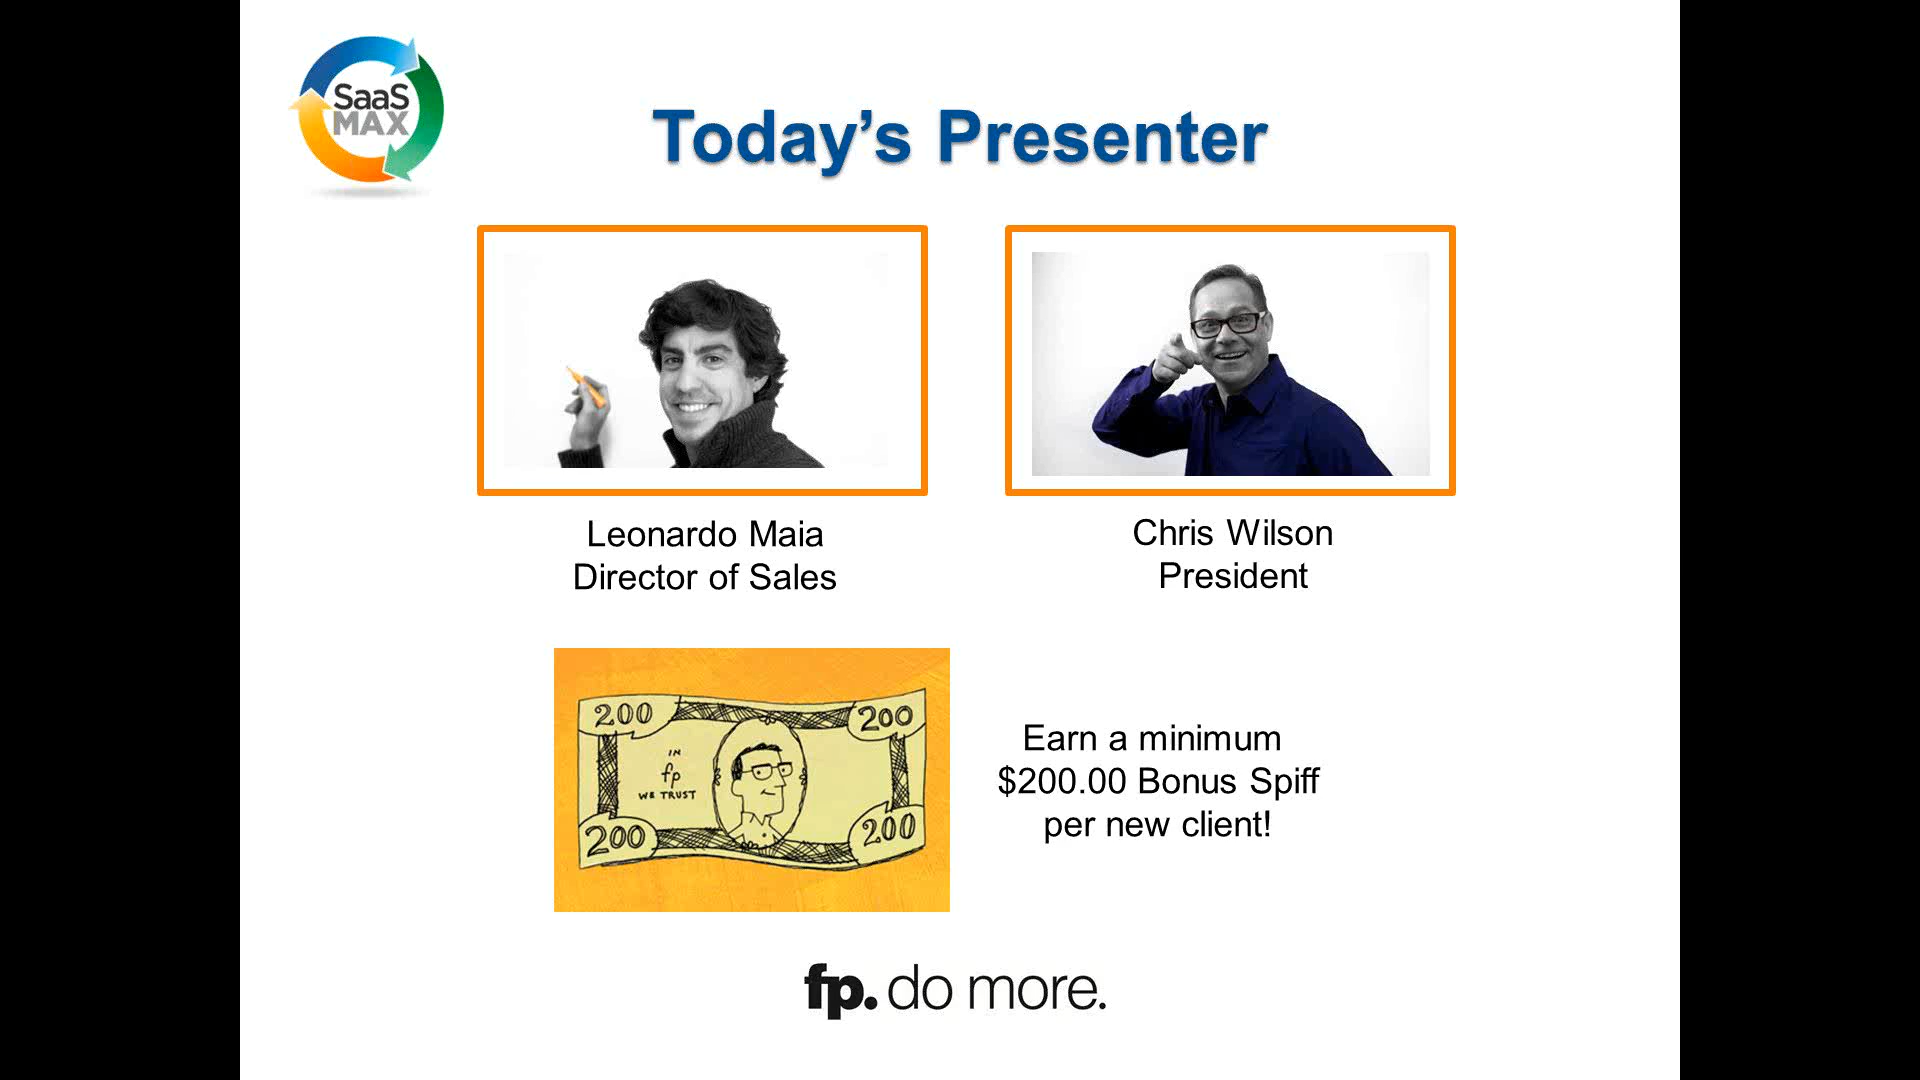 SaaS
MAX
Today’s Presenter
Leonardo Maia
Director of Sales
Chris Wilson
President
200
200
IN
fp
WE TRUST
200
200
Earn a minimum
$200.00 Bonus Spiff
per new client!
fp. do more.